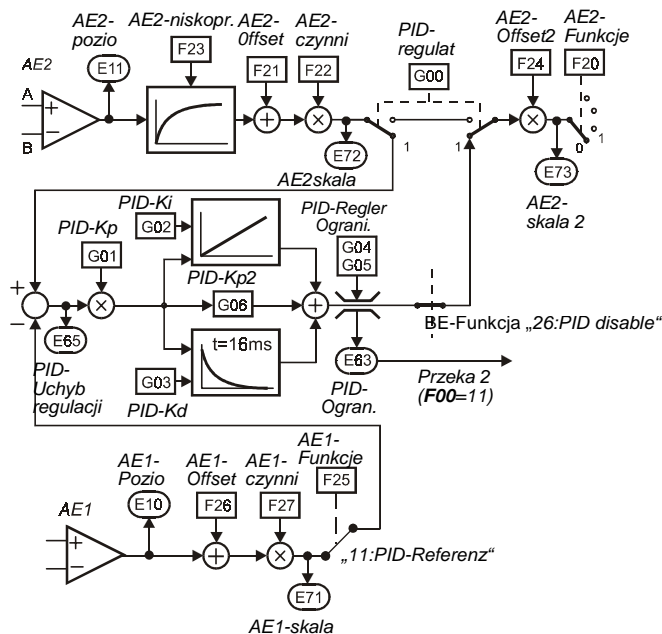 AE2-
pozio
AE2-niskopr.
AE2-
0ffset
AE2-
czynni
PID-
regulat
AE2-
Offset2
AE2-
Funkcje
AE2
E11
F23
F21
F22
G00
F24
F20
A
B
+
−
1
1
0
1
E72
AE2skala
E73
AE2-
skala 2
PID-Ki
G02
PID-Kp
G01
PID-Kp2
G06
PID-Regler
Ograni.
G04
G05
+
−
E65
PID-
Uchyb
regulacji
t=16ms
G03
PID-Kd
BE-Funkcja „26:PID disable"
E63
PID-
Ogran.
Przeka 2
(F00=11)
AE1-
Pozio
AE1-
Offset
AE1-
czynni
AE1-
Funkcje
AE1
E10
F26
F27
F25
+
−
„11:PID-Referenz"
E71
AE1-skala